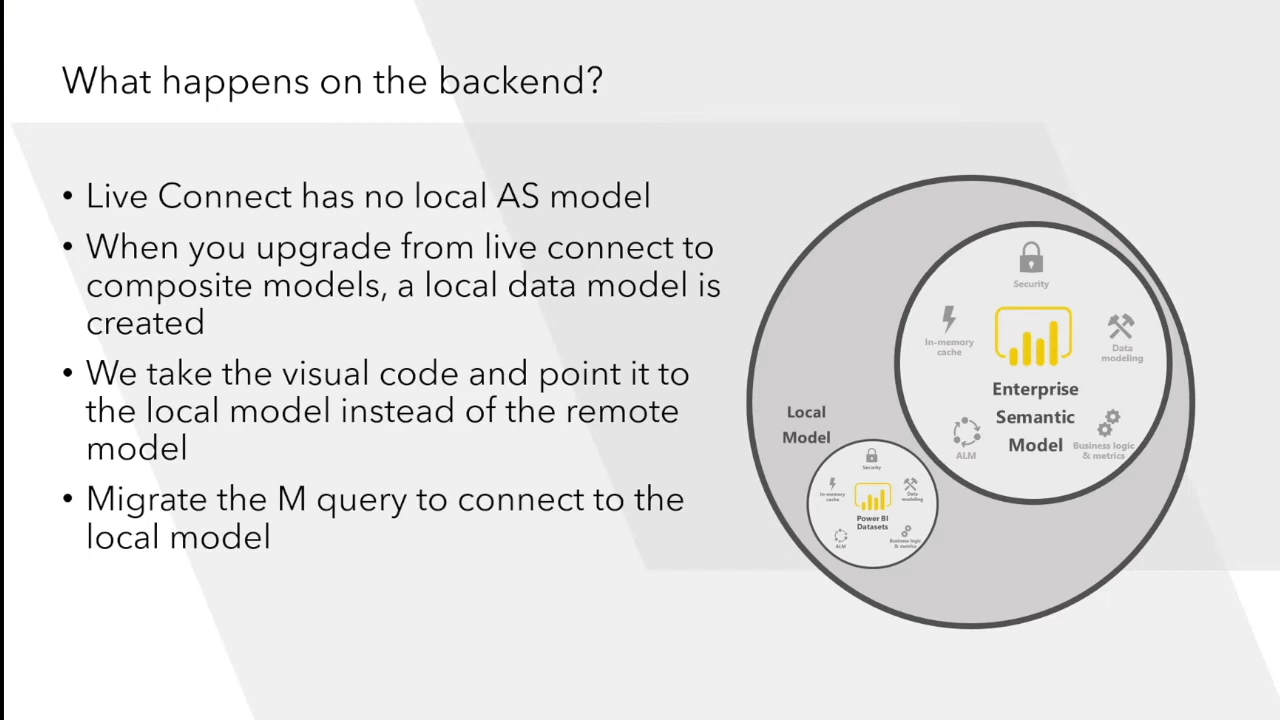 What happens on the backend?
• Live Connect has no local AS model
• When you upgrade from live connect to
composite models, a local data model is
created
• We take the visual code and point it to
the local model instead of the remote
model
• Migrate the M query to connect to the
local model
Security
In-memory
cache
Data
modeling
Enterprise
Semantic
Model
ALM
Business logic
& metrics
Local
Model
Security
In-memory
cache
Data
modeling
Power BI
Datasets
ALM
Business logic
& metrics